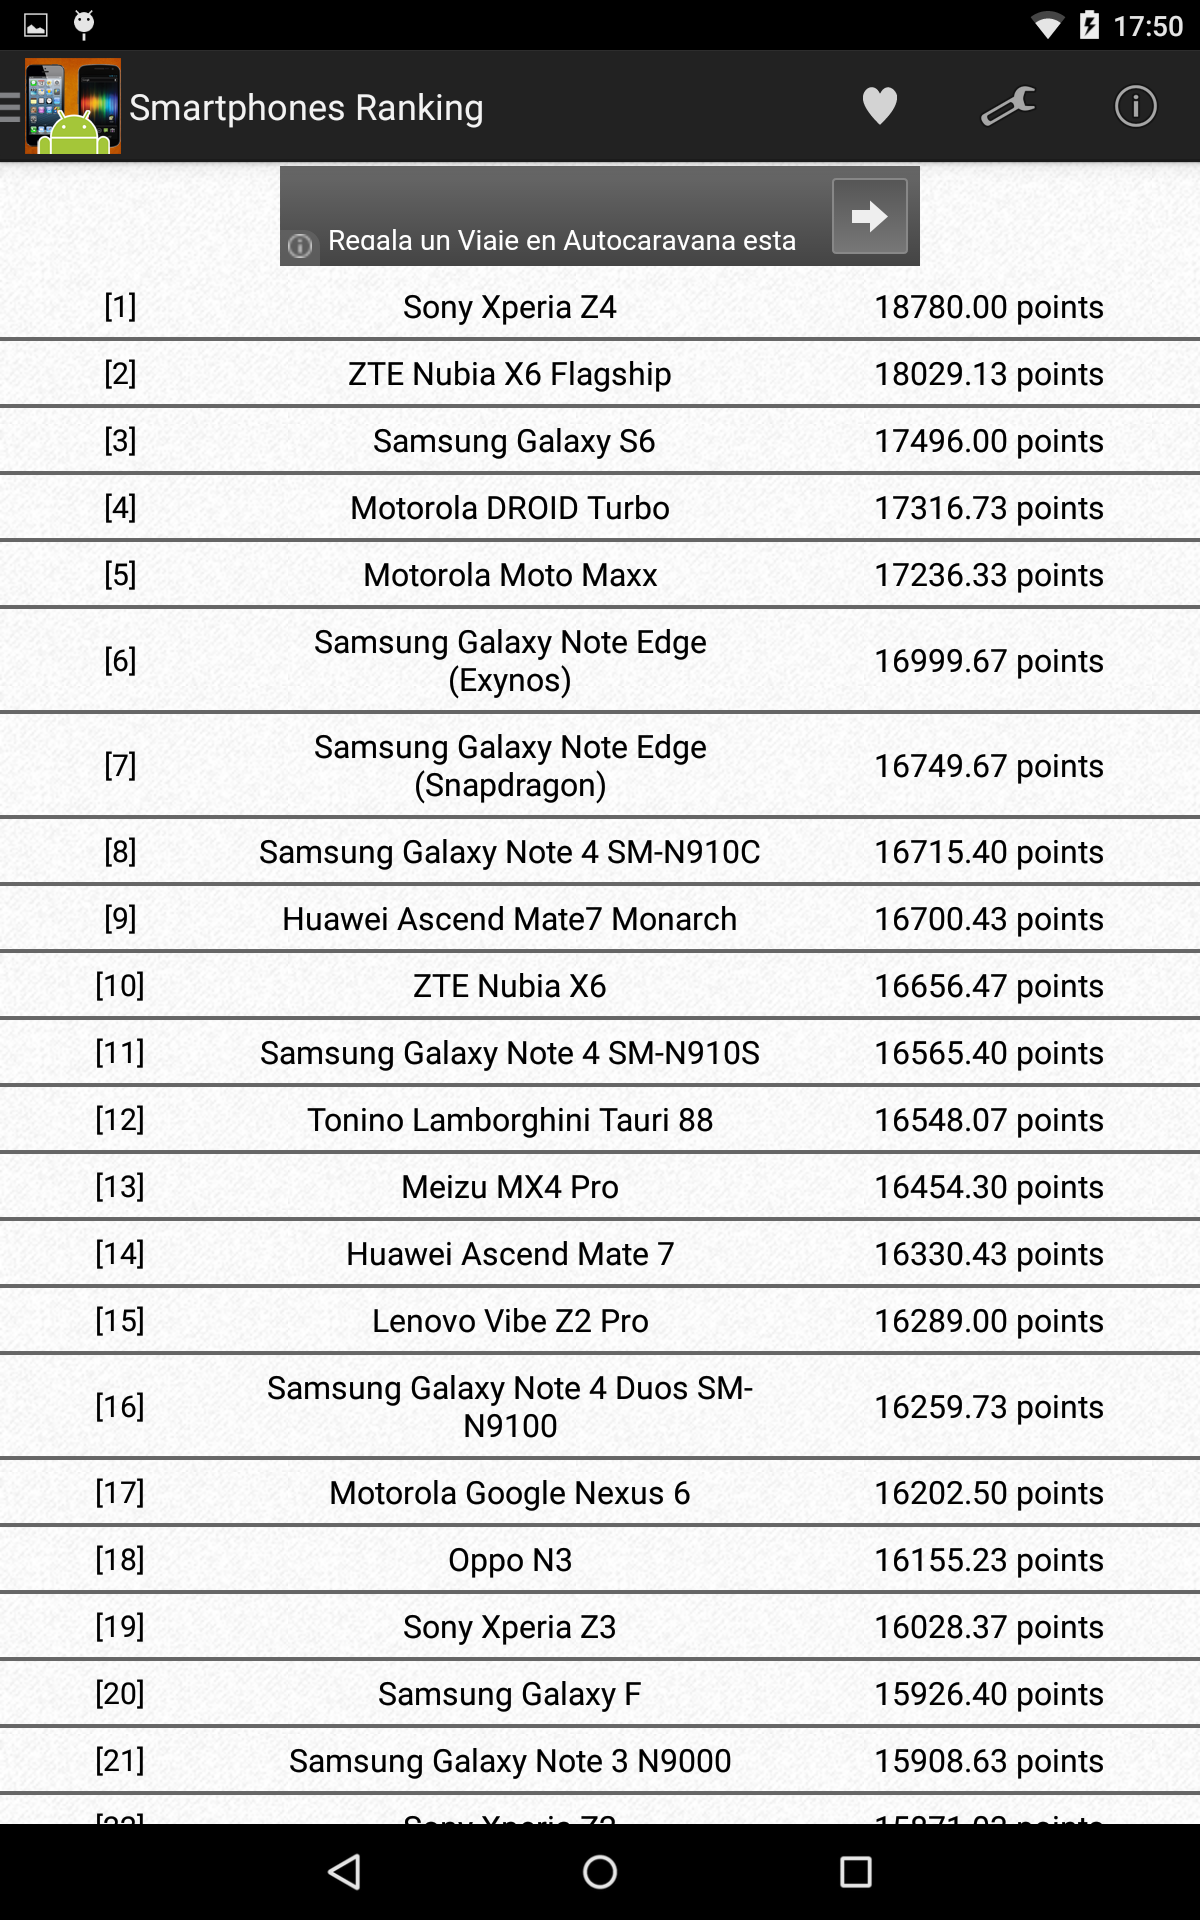 17:50
Smartphones Ranking
Regala un Viaje en Autocaravana esta
[1] Sony Xperia Z4 18780.00 points
[2] ZTE Nubia X6 Flagship 18029.13 points
[3] Samsung Galaxy S6 17496.00 points
[4] Motorola DROID Turbo 17316.73 points
[5] Motorola Moto Maxx 17236.33 points
[6] Samsung Galaxy Note Edge
(Exynos) 16999.67 points
[7] Samsung Galaxy Note Edge
(Snapdragon) 16749.67 points
[8] Samsung Galaxy Note 4 SM-N910C 16715.40 points
[9] Huawei Ascend Mate7 Monarch 16700.43 points
[10] ZTE Nubia X6 16656.47 points
[11] Samsung Galaxy Note 4 SM-N910S 16565.40 points
[12] Tonino Lamborghini Tauri 88 16548.07 points
[13] Meizu MX4 Pro 16454.30 points
[14] Huawei Ascend Mate 7 16330.43 points
[15] Lenovo Vibe Z2 Pro 16289.00 points
[16] Samsung Galaxy Note 4 Duos SM-
N9100 16259.73 points
[17] Motorola Google Nexus 6 16202.50 points
[18] Oppo N3 16155.23 points
[19] Sony Xperia Z3 16028.37 points
[20] Samsung Galaxy F 15926.40 points
[21] Samsung Galaxy Note 3 N9000 15908.63 points
[22] Sony Xperia points